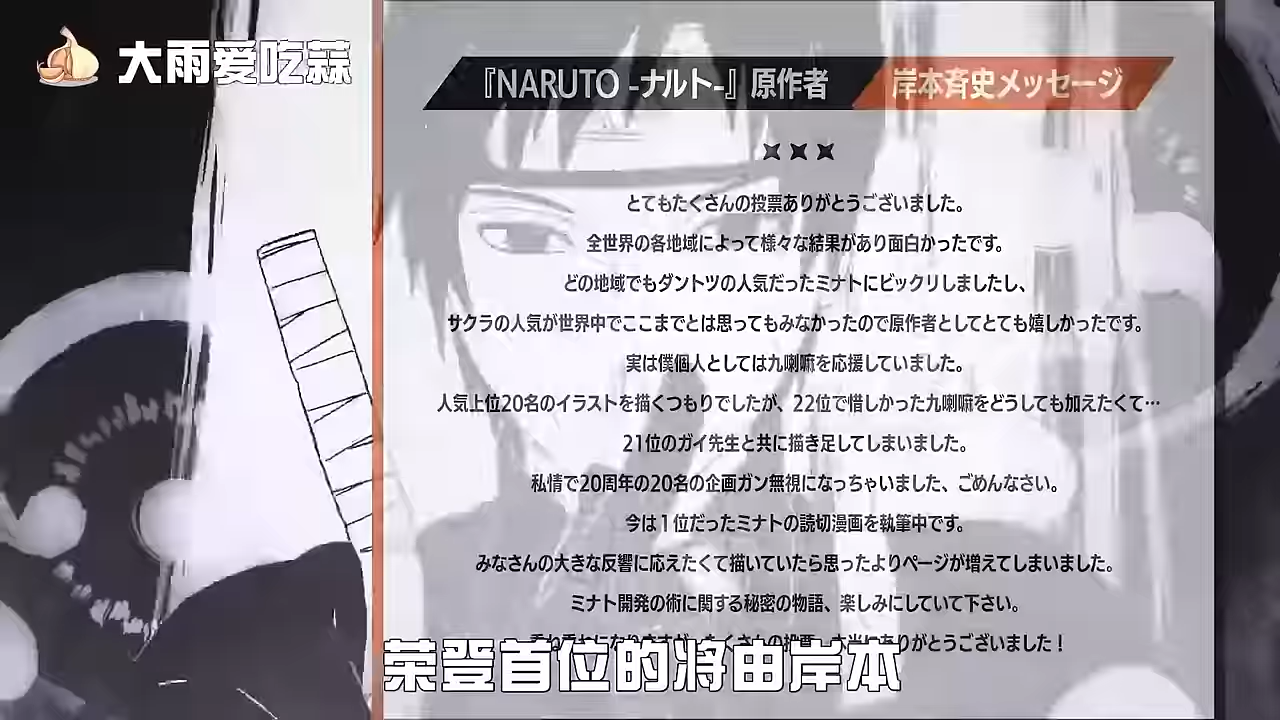 大雨爱吃蒜
『NARUTO -ナルト-』原作者 岸本斉史メッセージ
とてもたくさんの投票ありがとうございました。
全世界の各地域によって様々な結果があり面白かったです。
どの地域でもダントツの人気だったミナトにビックリしましたし、
サクラの人気が世界中でここまでとは思ってもみなかったので原作者としてとても嬉しかったです。
実は僕個人としては九喇嘛を応援していました。
人気上位20名のイラストを描くつもりでしたが、22位で惜しかった九喇嘛をどうしても加えたくて…
21位のガイ先生と共に描き足してしまいました。
私情で20周年の20名の企画ガン無視になっちゃいました、ごめんなさい。
今は1位だったミナトの読切漫画を執筆中です。
みなさんの大きな反響に応えたくて描いていたら思ったよりページが増えてしまいました。
ミナト開発の術に関する秘密の物語、楽しみにしていて下さい。
ありがとうございました！
荣登首位的将由岸本